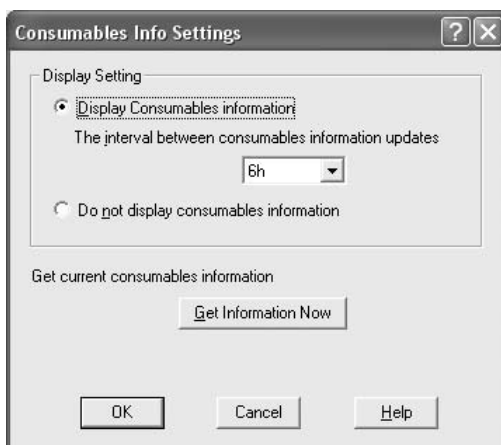 Consumables Info Settings
Display Setting
Display Consumables information
The interval between consumables information updates
6h
Do not display consumables information
Get current consumables information
Get Information Now
OK Cancel Help